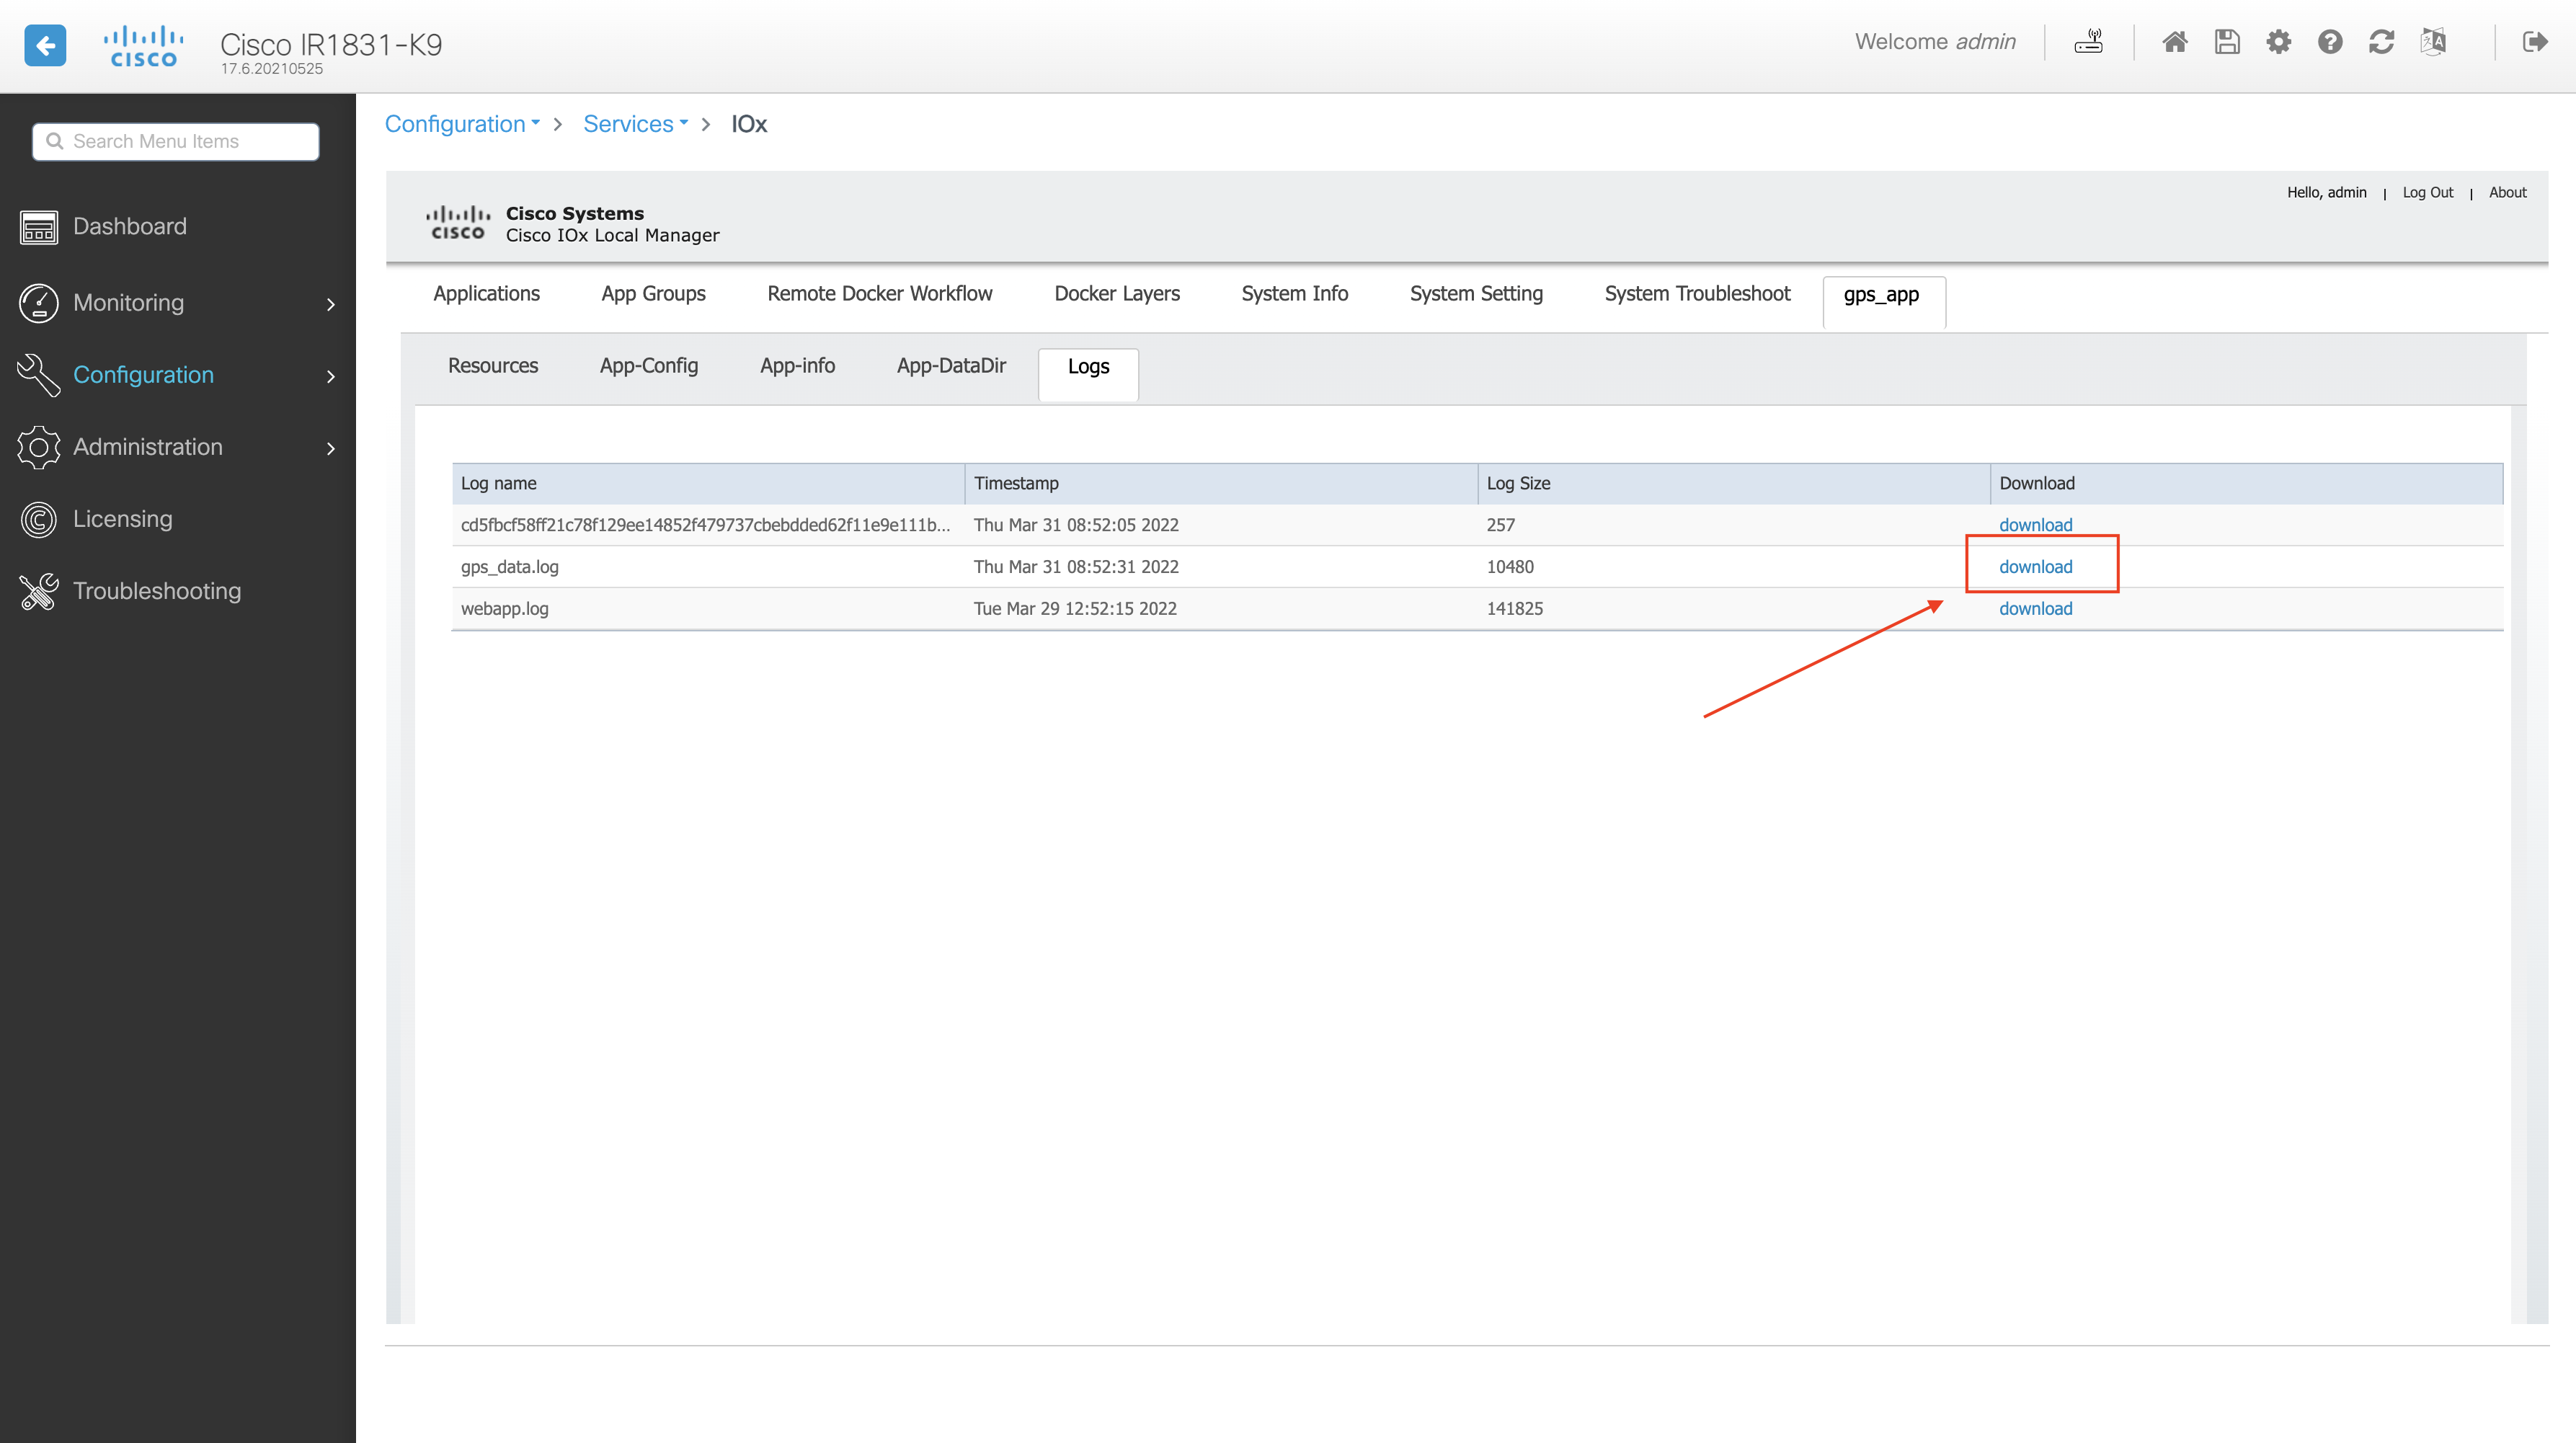 cisco
Cisco IR1831-K9
17.6.20210525
Welcome admin
Search Menu Items
Dashboard
Monitoring
Configuration
Administration
Licensing
Troubleshooting
Configuration > Services > IOx
Hello, admin | Log Out | About
cisco
Cisco Systems
Cisco IOx Local Manager
Applications App Groups Remote Docker Workflow Docker Layers System Info System Setting System Troubleshoot gps_app
Resources App-Config App-info App-DataDir Logs
Log name Timestamp Log Size Download
cd5fbcf58ff21c78f129ee14852f479737cbebdded62f11e9e111b... Thu Mar 31 08:52:05 2022 257 download
gps_data.log Thu Mar 31 08:52:31 2022 10480 download
webapp.log Tue Mar 29 12:52:15 2022 141825 download